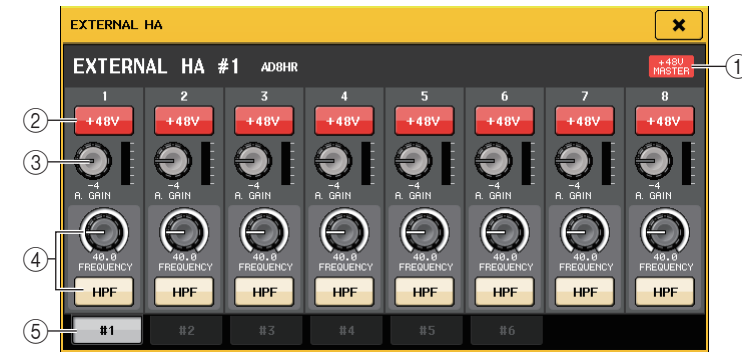 EXTERNAL HA
EXTERNAL HA #1 AD8HR
+48V
MASTER
①
1 2 3 4 5 6 7 8
② +48V +48V +48V +48V +48V +48V +48V +48V
③
-4 -4 -4 -4 -4 -4 -4 -4
A. GAIN A. GAIN A. GAIN A. GAIN A. GAIN A. GAIN A. GAIN A. GAIN
④
40.0 40.0 40.0 40.0 40.0 40.0 40.0 40.0
FREQUENCY FREQUENCY FREQUENCY FREQUENCY FREQUENCY FREQUENCY FREQUENCY FREQUENCY
HPF HPF HPF HPF HPF HPF HPF HPF
⑤ #1 #2 #3 #4 #5 #6